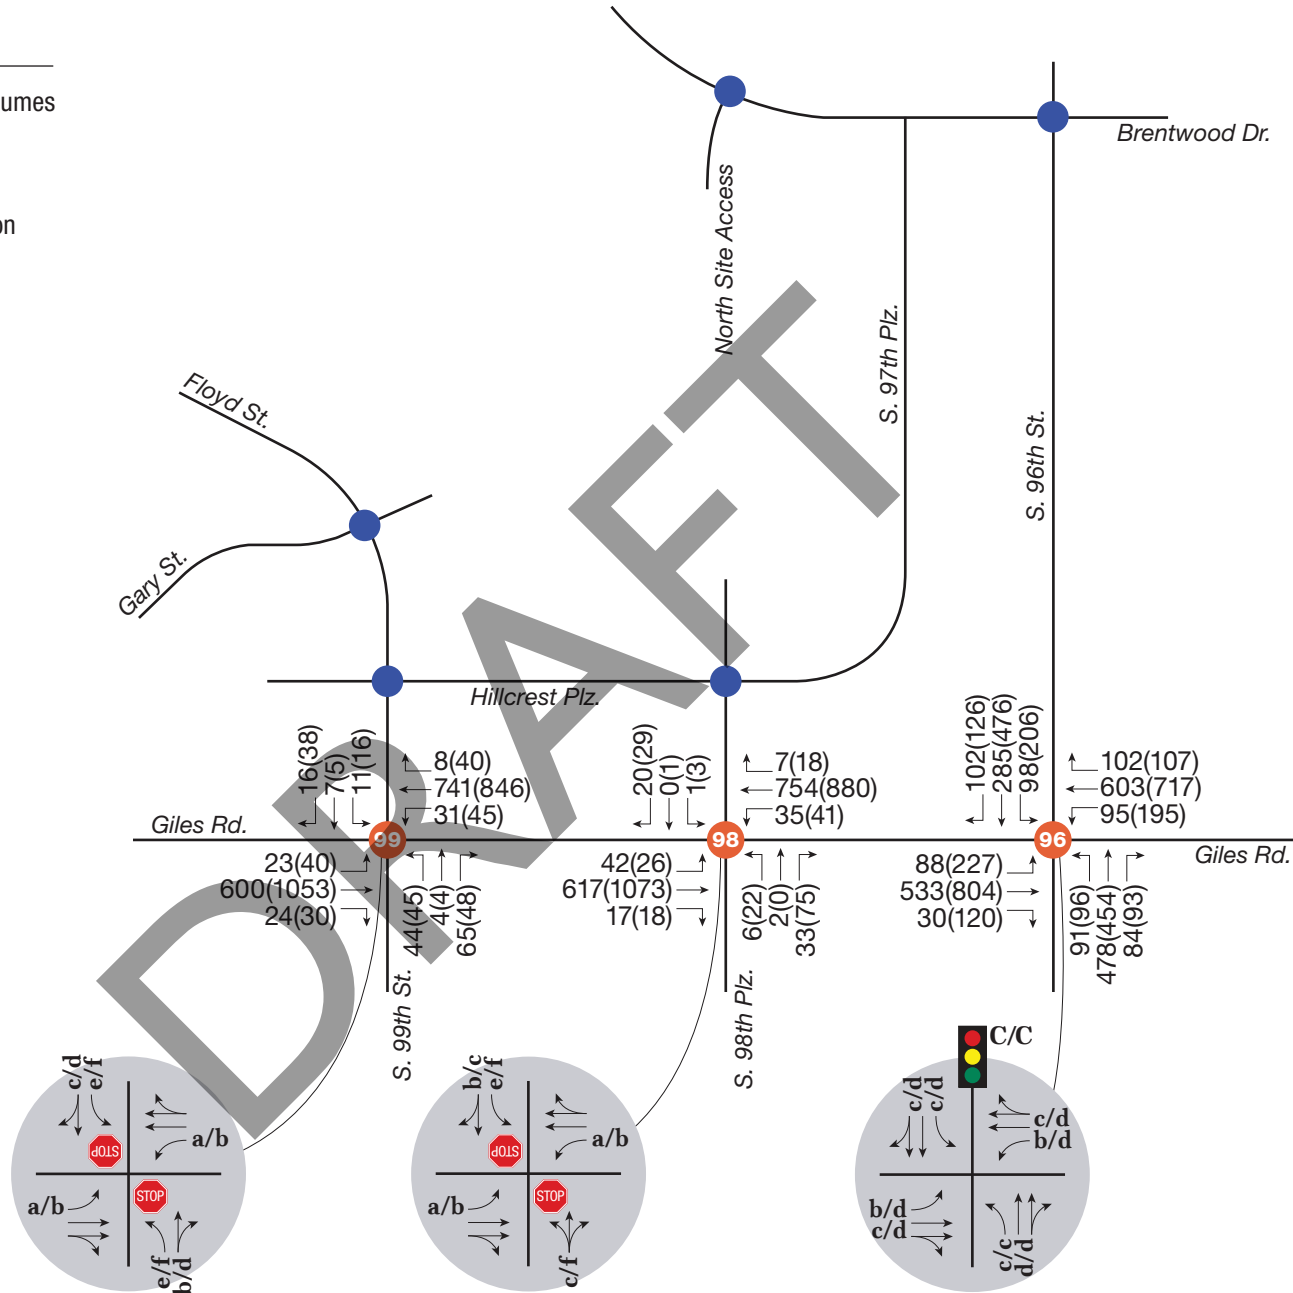 umes
on
Brentwood Dr.
North Site Access
S. 97th Plz.
S. 96th St.
Floyd St.
Gary St.
Hillcrest Plz.
DRAFT
16(38)
7(5)
11(16)
8(40)
741(846)
31(45)
20(29)
0(1)
1(3)
7(18)
754(880)
35(41)
102(126)
285(476)
98(206)
102(107)
603(717)
95(195)
Giles Rd.
99
98
96
Giles Rd.
23(40)
600(1053)
24(30)
44(45)
4(4)
65(48)
42(26)
617(1073)
17(18)
6(22)
2(0)
33(75)
88(227)
533(804)
30(120)
91(96)
478(454)
84(93)
S. 99th St.
S. 98th Plz.
c/d
e/f
a/b
STOP
STOP
a/b
e/f
b/d
b/c
e/f
a/b
STOP
STOP
a/b
c/f
C/C
c/d
c/d
c/d
b/d
b/d
c/d
c/c
d/d